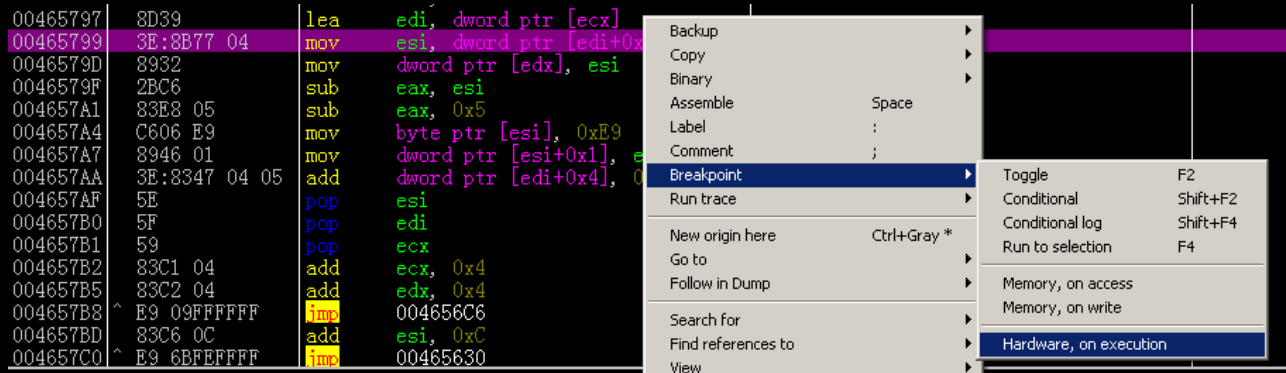 00465797 8D39 lea edi, dword ptr [ecx]
00465799 3E:8B77 04 mov esi, dword ptr [edi+0x
0046579D 8932 mov dword ptr [edx], esi
0046579F 2BC6 sub eax, esi
004657A1 83E8 05 sub eax, 0x5
004657A4 C606 E9 mov byte ptr [esi], 0xE9
004657A7 8946 01 mov dword ptr [esi+0x1], e
004657AA 3E:8347 04 05 add dword ptr [edi+0x4], 0
004657AF 5E pop esi
004657B0 5F pop edi
004657B1 59 pop ecx
004657B2 83C1 04 add ecx, 0x4
004657B5 83C2 04 add edx, 0x4
004657B8 ^ E9 09FFFFFF jmp 004656C6
004657BD 83C6 0C add esi, 0xC
004657C0 ^ E9 6BFEFFFF jmp 00465630
Backup
Copy
Binary
Assemble Space
Label :
Comment ;
Breakpoint
Run trace
New origin here Ctrl+Gray *
Go to
Follow in Dump
Search for
Find references to
View
Toggle F2
Conditional Shift+F2
Conditional log Shift+F4
Run to selection F4
Memory, on access
Memory, on write
Hardware, on execution